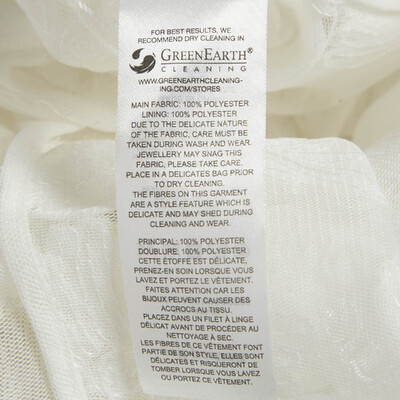 FOR BEST RESULTS, WE
RECOMMEND DRY CLEANING IN
GREENEARTH®
CLEANING
WWW.GREENEARTHCLEANING-
ING.COM/STORES
MAIN FABRIC: 100% POLYESTER
LINING: 100% POLYESTER
DUE TO THE DELICATE NATURE
OF THE FABRIC, CARE MUST BE
TAKEN DURING WASH AND WEAR.
JEWELLERY MAY SNAG THIS
FABRIC, PLEASE TAKE CARE.
PLACE IN A DELICATES BAG PRIOR
TO DRY CLEANING.
THE FIBRES ON THIS GARMENT
ARE A STYLE FEATURE WHICH IS
DELICATE AND MAY SHED DURING
CLEANING AND WEAR.
PRINCIPAL: 100% POLYESTER
DOUBLURE: 100% POLYESTER
CETTE ÉTOFFE EST DÉLICATE,
PRENEZ-EN SOIN LORSQUE VOUS
LAVEZ ET PORTEZ LE VÊTEMENT.
FAITES ATTENTION CAR LES
BIJOUX PEUVENT CAUSER DES
ACCROCS AU TISSU.
PLACEZ DANS UN FILET À LINGE
DÉLICAT AVANT DE PROCÉDER AU
NETTOYAGE À SEC.
LES FIBRES DE CE VÊTEMENT FONT
PARTIE DE SON STYLE, ELLES SONT
DÉLICATES ET RISQUERONT DE
TOMBER LORSQUE VOUS LAVEZ
OU PORTEZ CE VÊTEMENT.